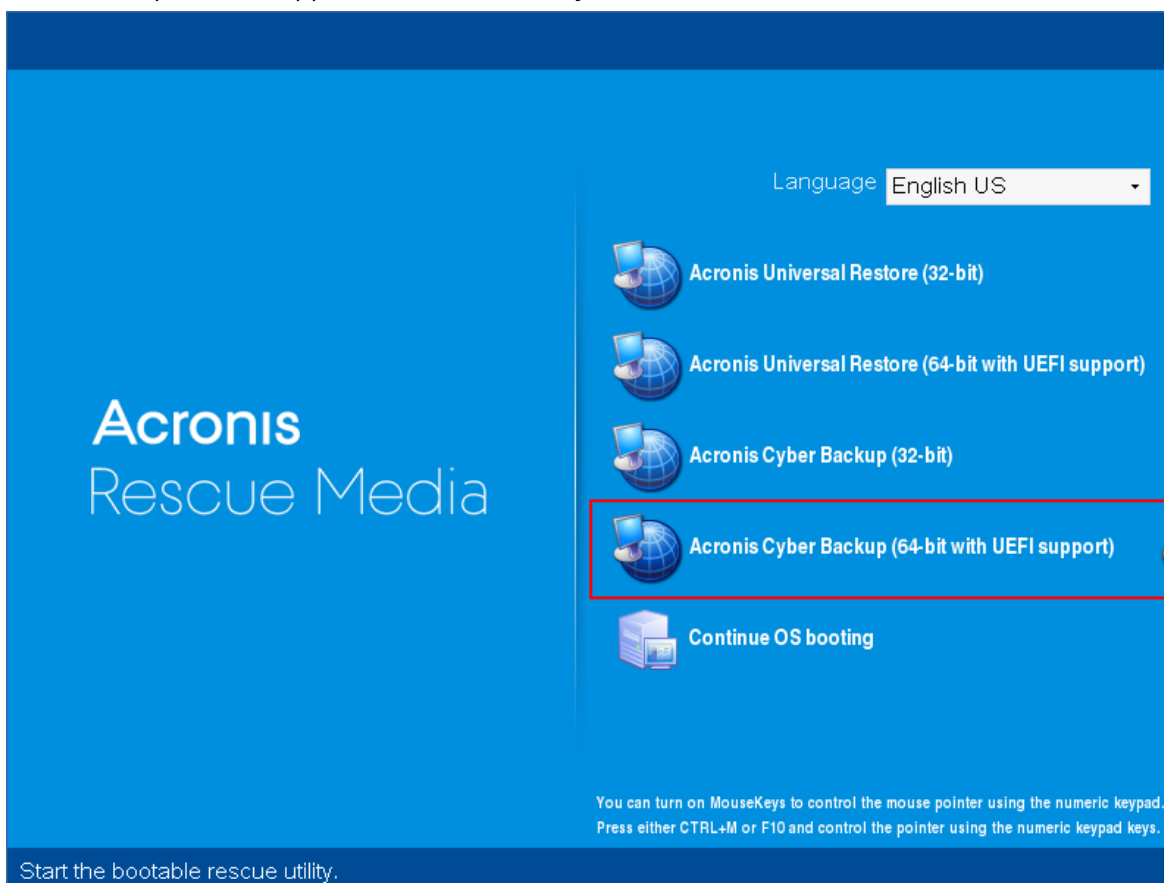 Language English US
Acronis Universal Restore (32-bit)
Acronis Universal Restore (64-bit with UEFI support)
Acronis
Rescue Media
Acronis Cyber Backup (32-bit)
Acronis Cyber Backup (64-bit with UEFI support)
Continue OS booting
You can turn on MouseKeys to control the mouse pointer using the numeric keypad.
Press either CTRL+M or F10 and control the pointer using the numeric keypad keys.
Start the bootable rescue utility.